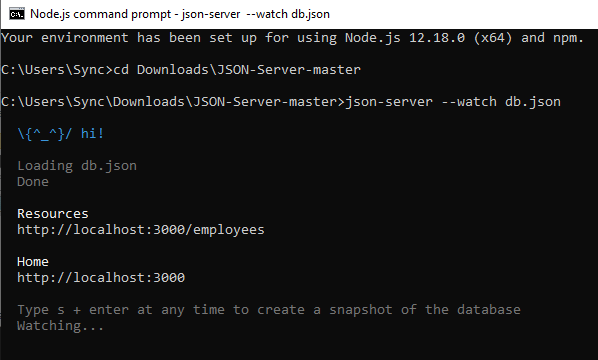 Node.js command prompt - json-server --watch db.json
Your environment has been set up for using Node.js 12.18.0 (x64) and npm.
C:\Users\Sync>cd Downloads\JSON-Server-master
C:\Users\Sync\Downloads\JSON-Server-master>json-server --watch db.json
\{^_^}/ hi!
Loading db.json
Done
Resources
http://localhost:3000/employees
Home
http://localhost:3000
Type s + enter at any time to create a snapshot of the database
Watching...